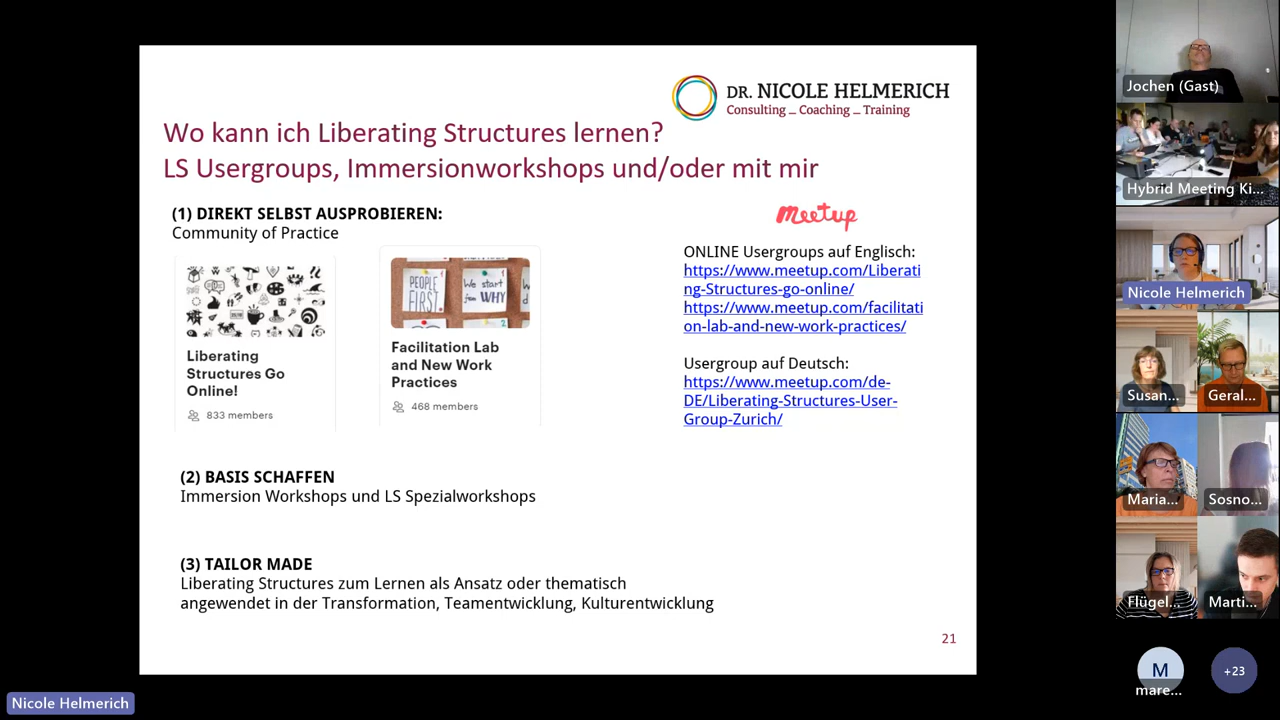 DR. NICOLE HELMERICH
Consulting _ Coaching _ Training
Wo kann ich Liberating Structures lernen?
LS Usergroups, Immersionworkshops und/oder mit mir
(1) DIREKT SELBST AUSPROBIEREN:
Community of Practice
PEOPLE
FIRST
We start
WHY
Liberating
Structures Go
Online!
833 members
Facilitation Lab
and New Work
Practices
468 members
meetup
ONLINE Usergroups auf Englisch:
https://www.meetup.com/Liberati
ng-Structures-go-online/
https://www.meetup.com/facilitati
on-lab-and-new-work-practices/
Usergroup auf Deutsch:
https://www.meetup.com/de-
DE/Liberating-Structures-User-
Group-Zurich/
(2) BASIS SCHAFFEN
Immersion Workshops und LS Spezialworkshops
(3) TAILOR MADE
Liberating Structures zum Lernen als Ansatz oder thematisch
angewendet in der Transformation, Teamentwicklung, Kulturentwicklung
21
Nicole Helmerich
Jochen (Gast)
Hybrid Meeting Ki...
Nicole Helmerich
Susan...
Geral...
Maria...
Sosno...
Flügel...
Marti...
M
mare...
+23